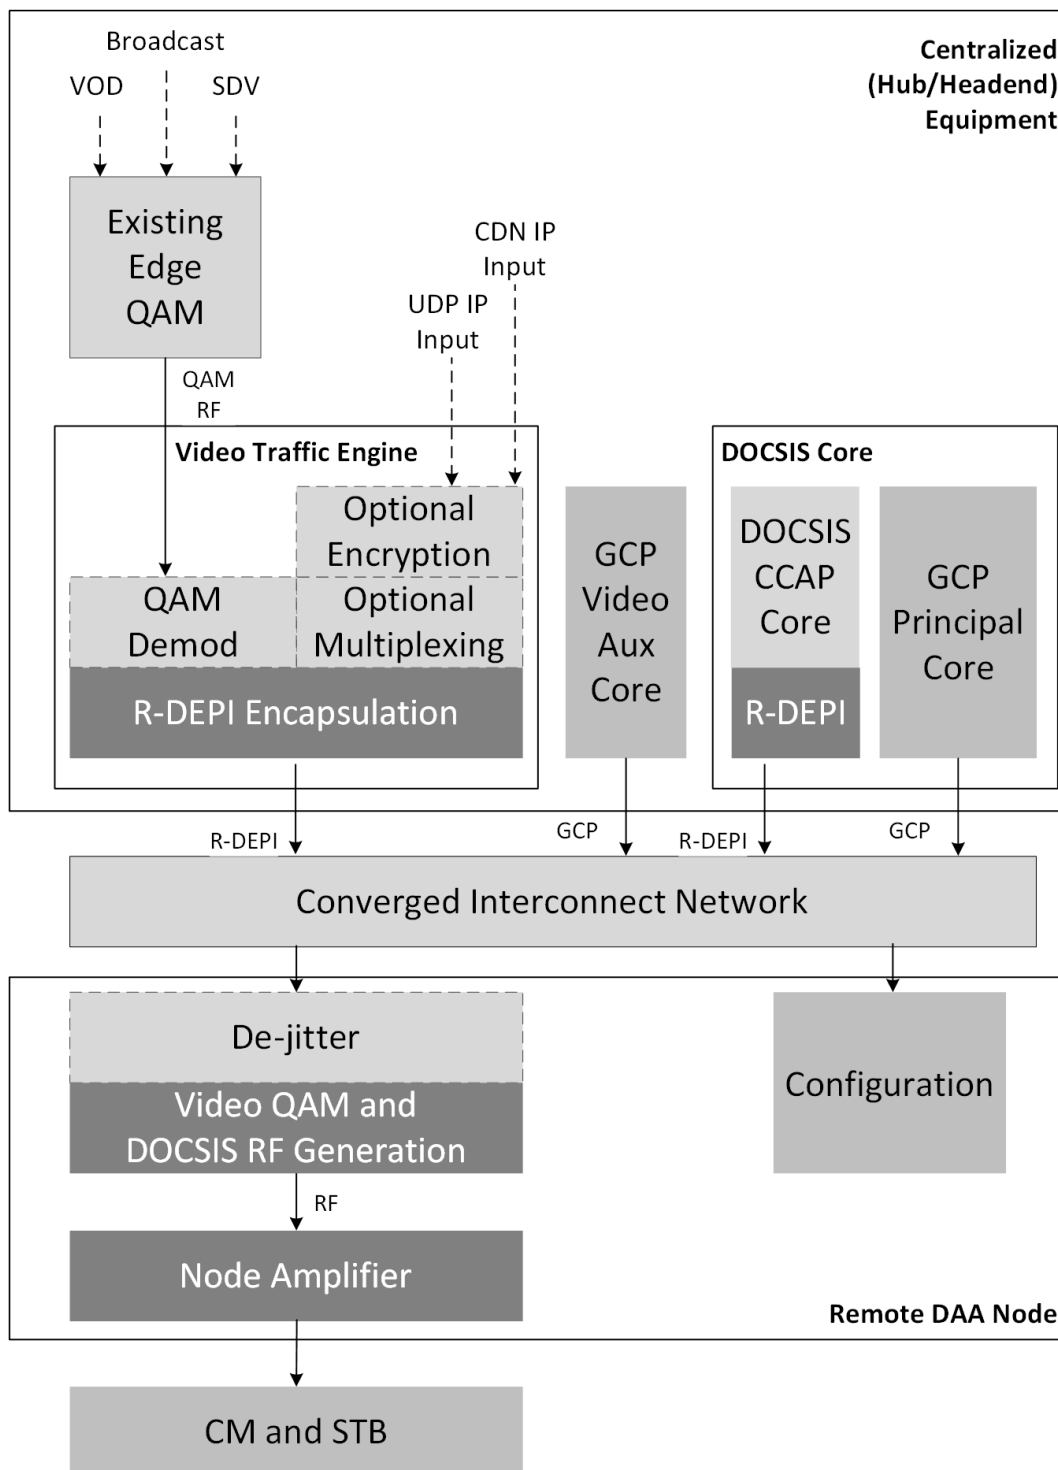 Broadcast
VOD
SDV
Centralized
(Hub/Headend)
Equipment
Existing
Edge
QAM
CDN IP
Input
UDP IP
Input
QAM
RF
Video Traffic Engine
DOCSIS Core
Optional
Encryption
QAM
Demod
Optional
Multiplexing
R-DEPI Encapsulation
GCP
Video
Aux
Core
DOCSIS
CCAP
Core
R-DEPI
GCP
Principal
Core
R-DEPI
GCP
R-DEPI
GCP
Converged Interconnect Network
De-jitter
Video QAM and
DOCSIS RF Generation
Configuration
RF
Node Amplifier
Remote DAA Node
CM and STB